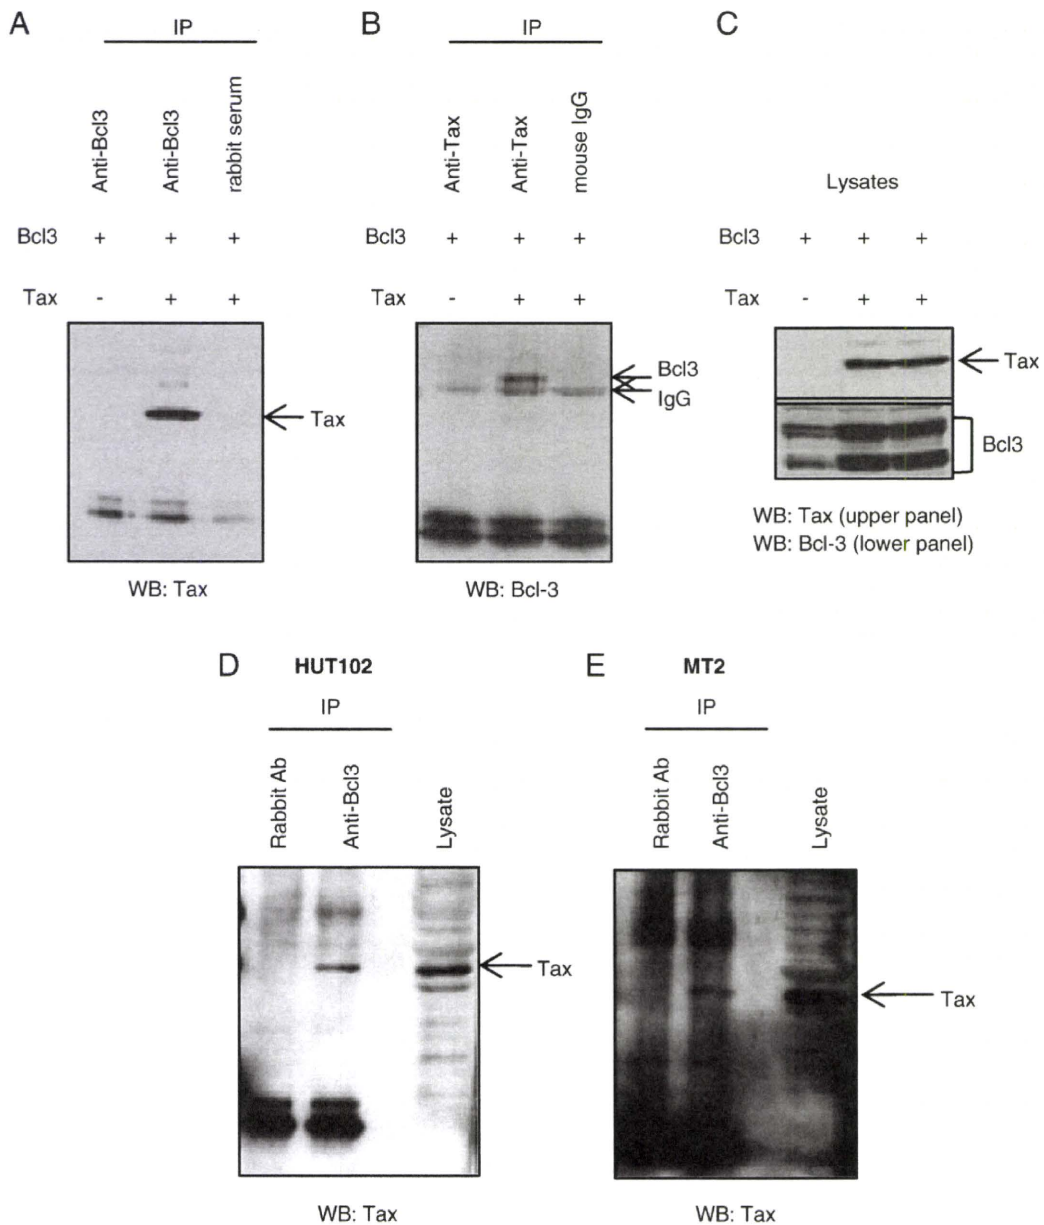 A
IP
Anti-Bcl3
Anti-Bcl3
rabbit serum
Bcl3 + + +
Tax - + +
Tax
WB: Tax
B
IP
Anti-Tax
Anti-Tax
mouse IgG
Bcl3 + + +
Tax - + +
Bcl3
IgG
WB: Bcl-3
C
Lysates
Bcl3 + + +
Tax - + +
Tax
Bcl3
WB: Tax (upper panel)
WB: Bcl-3 (lower panel)
D HUT102
IP
Rabbit Ab
Anti-Bcl3
Lysate
Tax
WB: Tax
E MT2
IP
Rabbit Ab
Anti-Bcl3
Lysate
Tax
WB: Tax